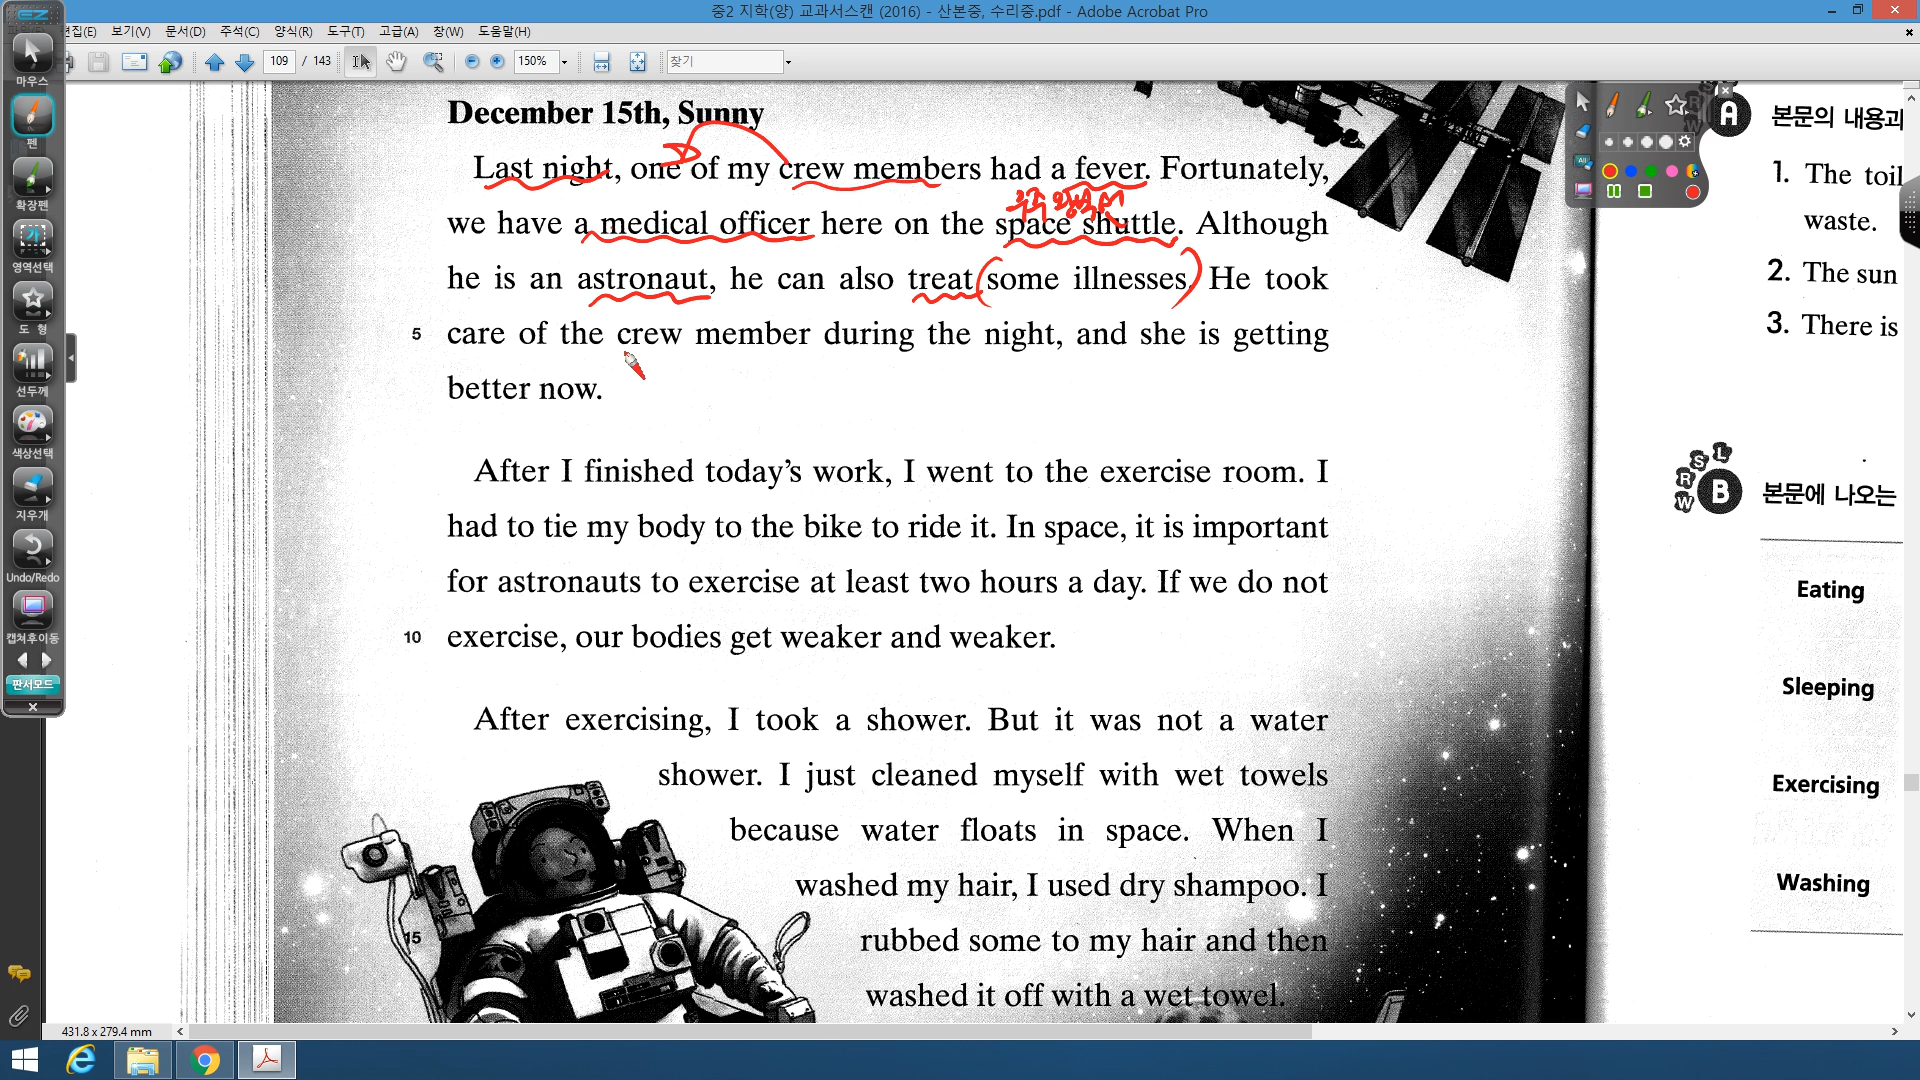 중2 지학(양) 교과서스캔 (2016) - 산본중, 수리중.pdf - Adobe Acrobat Pro
편집(E) 보기(V) 문서(D) 주석(C) 양식(R) 도구(T) 고급(A) 창(W) 도움말(H)
109 / 143 150% 찾기
마우스
펜
확장펜
가
영역선택
도 형
선두께
색상선택
지우개
Undo/Redo
캡쳐후이동
판서모드
December 15th, Sunny
Last night, one of my crew members had a fever. Fortunately,
우주 왕복선
we have a medical officer here on the space shuttle. Although
he is an astronaut, he can also treat (some illnesses.) He took
5 care of the crew member during the night, and she is getting
better now.
After I finished today's work, I went to the exercise room. I
had to tie my body to the bike to ride it. In space, it is important
for astronauts to exercise at least two hours a day. If we do not
10 exercise, our bodies get weaker and weaker.
After exercising, I took a shower. But it was not a water
shower. I just cleaned myself with wet towels
because water floats in space. When I
washed my hair, I used dry shampoo. I
15 rubbed some to my hair and then
washed it off with a wet towel.
A 본문의 내용과
1. The toil
waste.
2. The sun
3. There is
R S L W
B 본문에 나오는
Eating
Sleeping
Exercising
Washing
431.8 x 279.4 mm